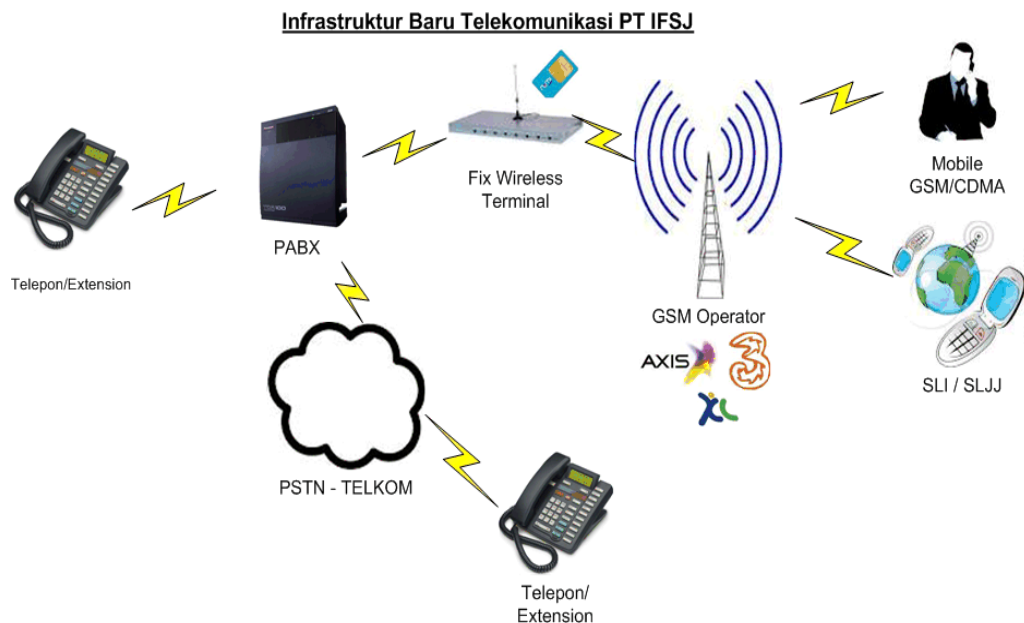 Infrastruktur Baru Telekomunikasi PT IFSJ
Fix Wireless
Terminal
Mobile
GSM/CDMA
PABX
Telepon/Extension
GSM Operator
AXIS
3
XL
SLI / SLJJ
PSTN - TELKOM
Telepon/
Extension